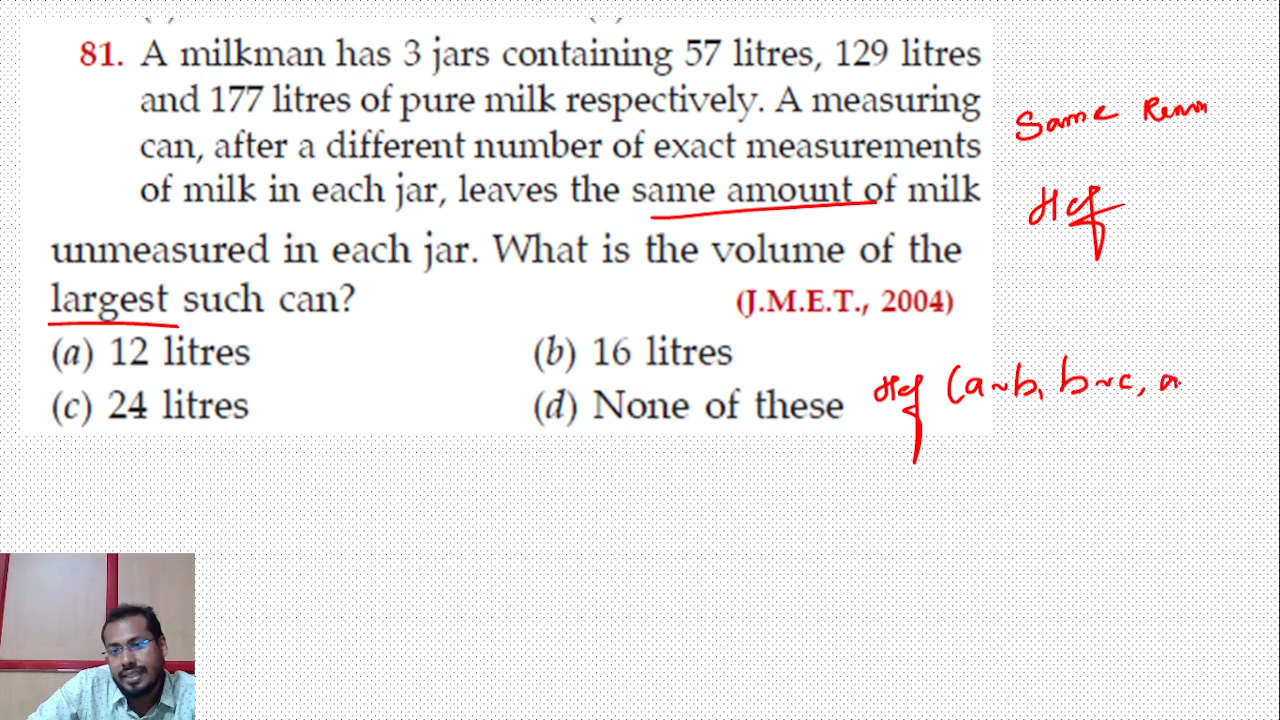 81. A milkman has 3 jars containing 57 litres, 129 litres
and 177 litres of pure milk respectively. A measuring
can, after a different number of exact measurements
of milk in each jar, leaves the same amount of milk
unmeasured in each jar. What is the volume of the
largest such can? (J.M.E.T., 2004)
(a) 12 litres (b) 16 litres
(c) 24 litres (d) None of these
Same
Hcf
Hcf (a~b, b~c, a